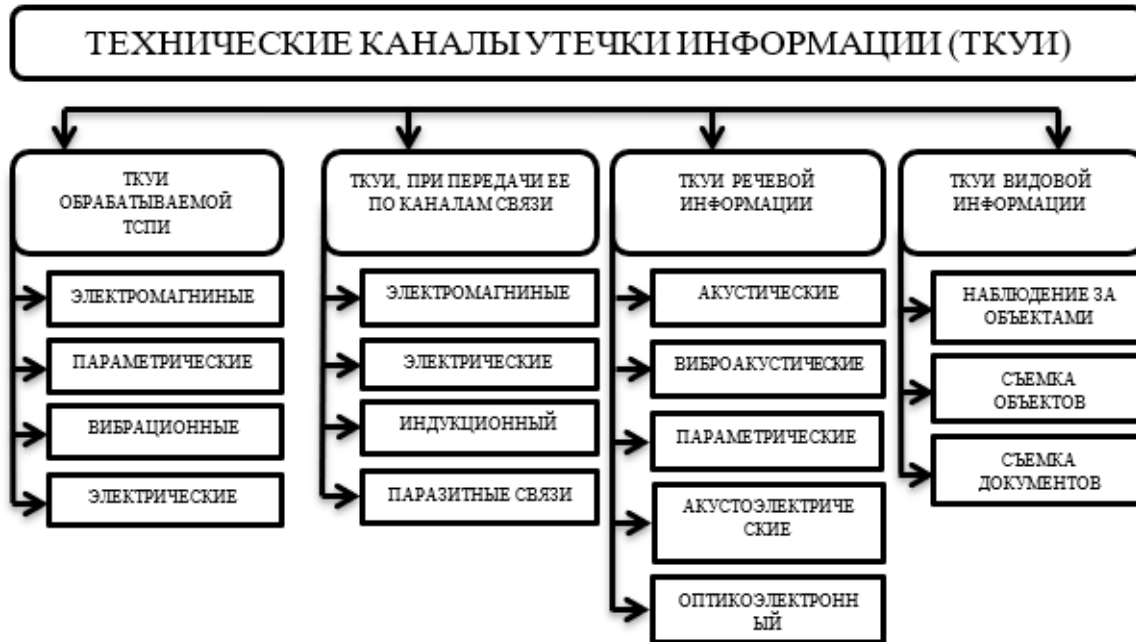 ТЕХНИЧЕСКИЕ КАНАЛЫ УТЕЧКИ ИНФОРМАЦИИ (ТКУИ)
ТКУИ
ОБРАБАТЫВАЕМОЙ
ТСПИ
ЭЛЕКТРОМАГНИНЫЕ
ПАРАМЕТРИЧЕСКИЕ
ВИБРАЦИОННЫЕ
ЭЛЕКТРИЧЕСКИЕ
ТКУИ, ПРИ ПЕРЕДАЧИ ЕЕ
ПО КАНАЛАМ СВЯЗИ
ЭЛЕКТРОМАГНИНЫЕ
ЭЛЕКТРИЧЕСКИЕ
ИНДУКЦИОННЫЙ
ПАРАЗИТНЫЕ СВЯЗИ
ТКУИ РЕЧЕВОЙ
ИНФОРМАЦИИ
АКУСТИЧЕСКИЕ
ВИБРОАКУСТИЧЕСКИЕ
ПАРАМЕТРИЧЕСКИЕ
АКУСТОЭЛЕКТРИЧЕ
СКИЕ
ОПТИКОЭЛЕКТРОНН
ЫЙ
ТКУИ ВИДОВОЙ
ИНФОРМАЦИИ
НАБЛЮДЕНИЕ ЗА
ОБЪЕКТАМИ
СЪЕМКА
ОБЪЕКТОВ
СЪЕМКА
ДОКУМЕНТОВ